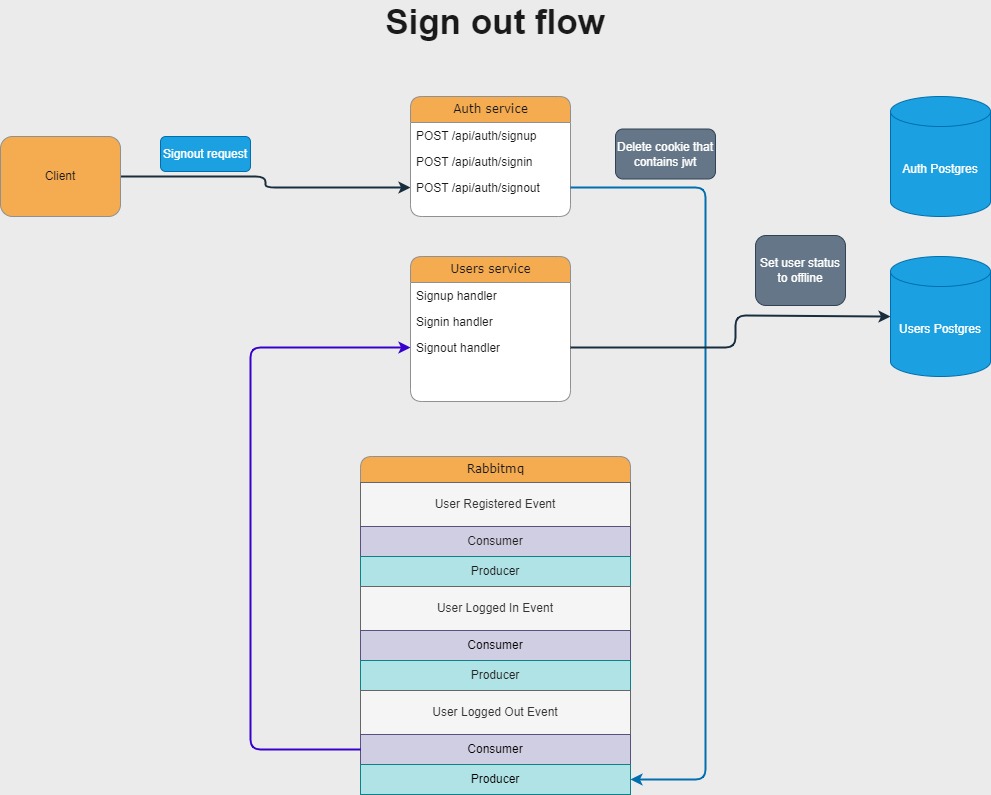 Sign out flow
Auth service
POST /api/auth/signup
POST /api/auth/signin
POST /api/auth/signout
Signout request
Client
Delete cookie that
contains jwt
Auth Postgres
Users service
Signup handler
Signin handler
Signout handler
Set user status
to offline
Users Postgres
Rabbitmq
User Registered Event
Consumer
Producer
User Logged In Event
Consumer
Producer
User Logged Out Event
Consumer
Producer